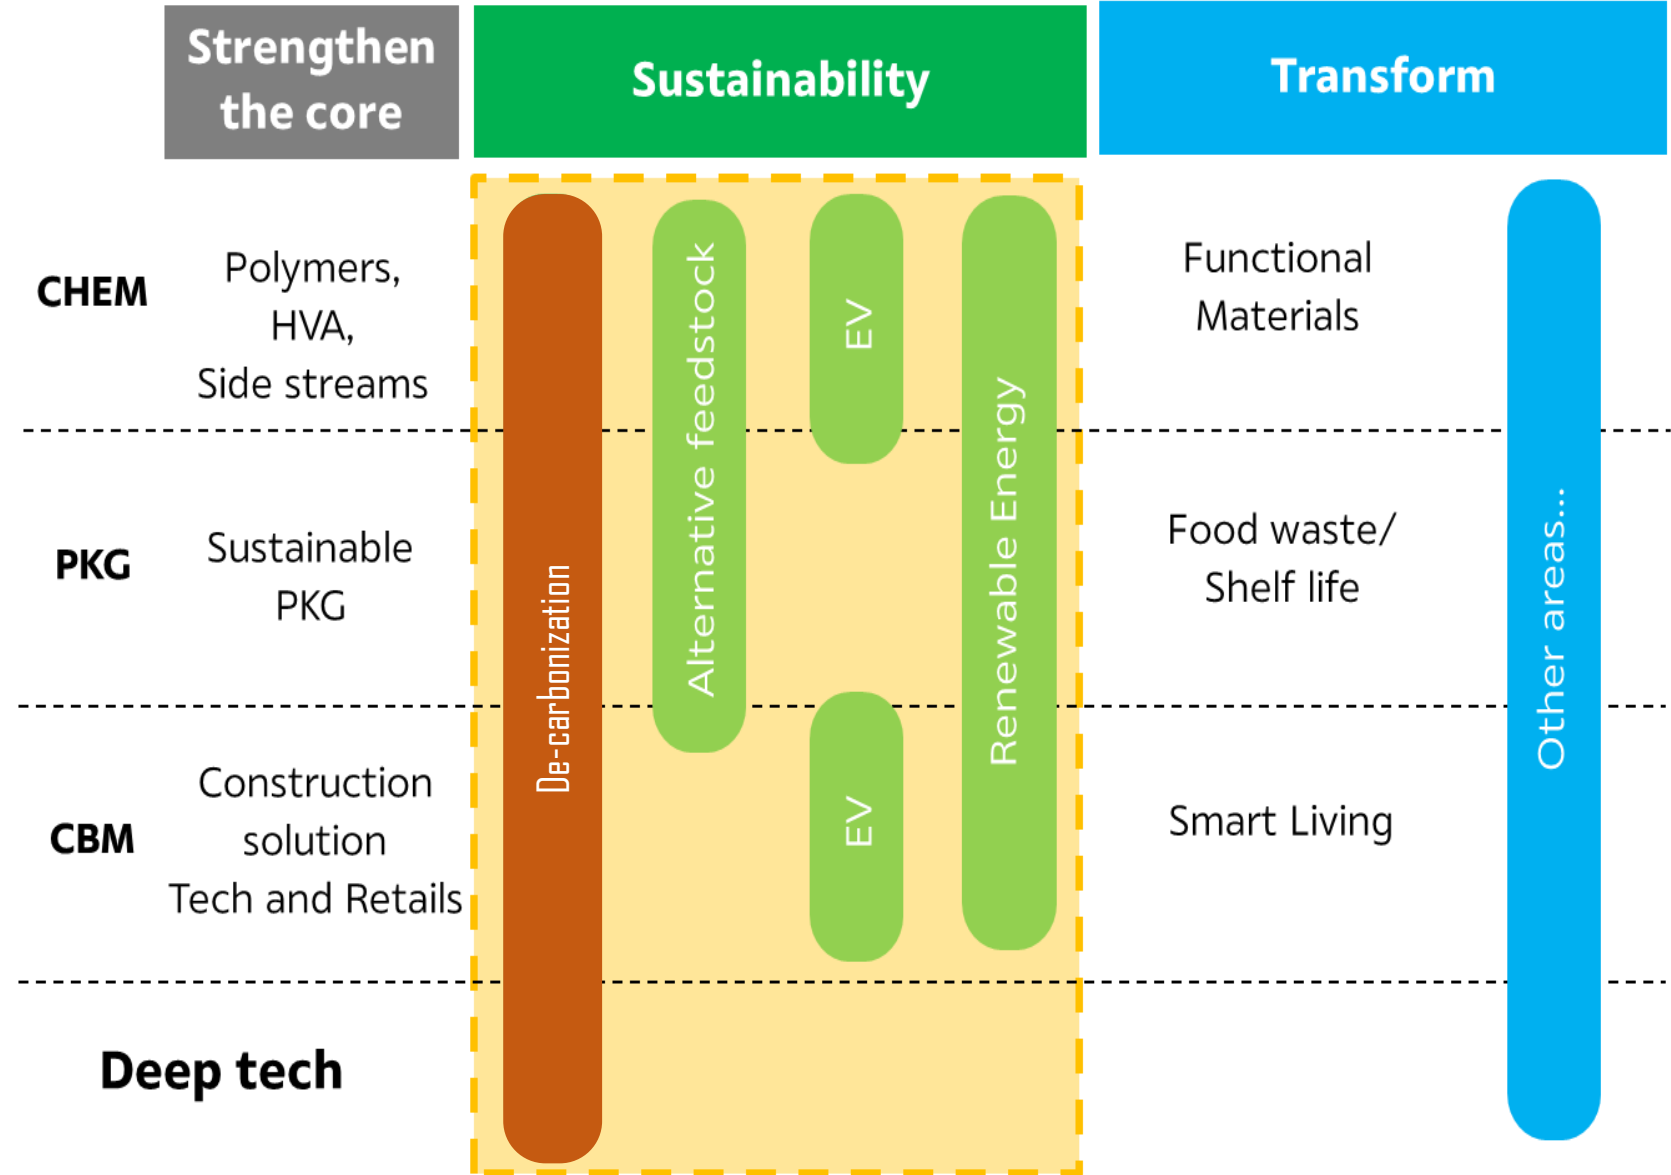 Strengthen
the core
Sustainability
Transform
CHEM
Polymers,
HVA,
Side streams
De-carbonization
Alternative feedstock
EV
Renewable Energy
Functional
Materials
Other areas...
PKG
Sustainable
PKG
Food waste/
Shelf life
CBM
Construction
solution
Tech and Retails
EV
Smart Living
Deep tech